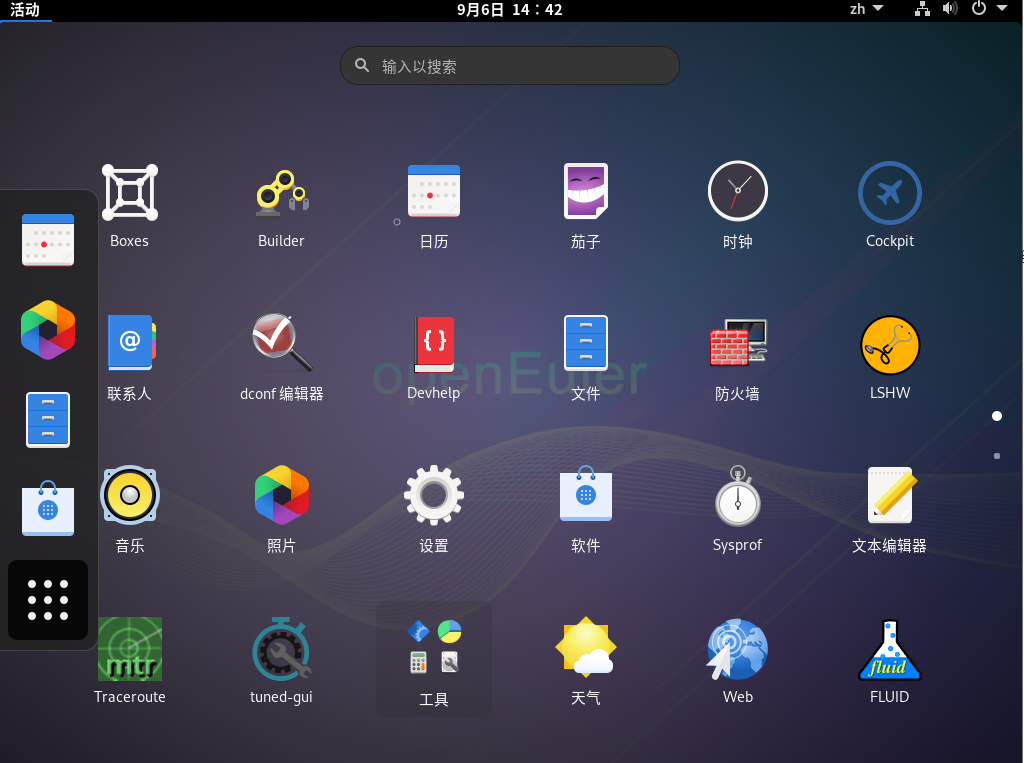 活动
9月6日 14：42
zh
输入以搜索
Boxes
Builder
日历
茄子
时钟
Cockpit
@
联系人
dconf 编辑器
{ }
Devhelp
文件
防火墙
LSHW
openEuler
音乐
照片
设置
软件
Sysprof
文本编辑器
mtr
Traceroute
tuned-gui
工具
天气
Web
fluid
FLUID